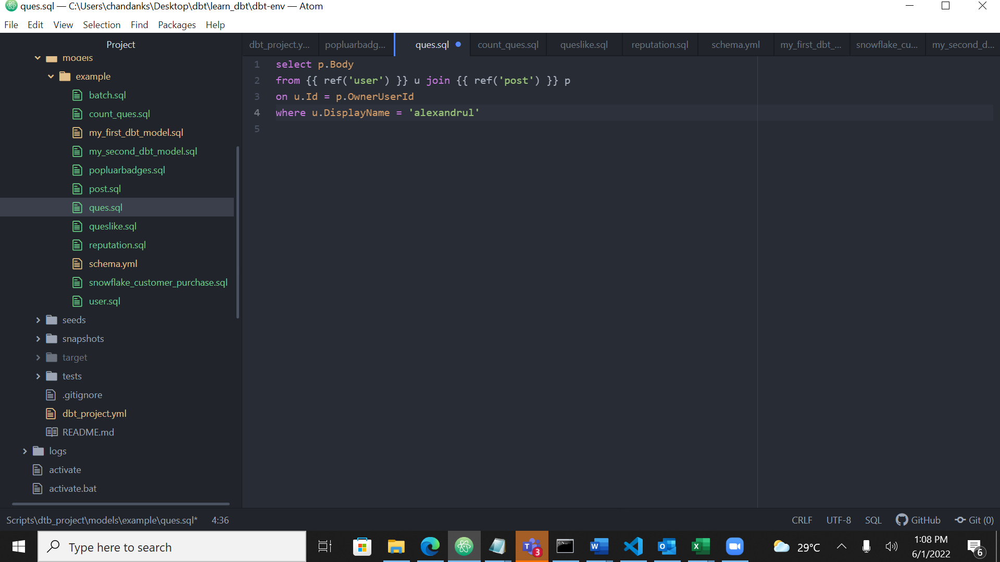 ques.sql — C:\Users\chandanks\Desktop\dbt\learn_dbt\dbt-env — Atom
File Edit View Selection Find Packages Help
Project
models
example
batch.sql
count_ques.sql
my_first_dbt_model.sql
my_second_dbt_model.sql
popluarbadges.sql
post.sql
ques.sql
queslike.sql
reputation.sql
schema.yml
snowflake_customer_purchase.sql
user.sql
seeds
snapshots
target
tests
.gitignore
dbt_project.yml
README.md
logs
activate
activate.bat
dbt_project.y... popluarbadg... ques.sql count_ques.sql queslike.sql reputation.sql schema.yml my_first_dbt_... snowflake_cu... my_second_d...
1 select p.Body
2 from {{ ref('user') }} u join {{ ref('post') }} p
3 on u.Id = p.OwnerUserId
4 where u.DisplayName = 'alexandrul'
5
Scripts\dtb_project\models\example\ques.sql* 4:36 CRLF UTF-8 SQL GitHub Git (0)
Type here to search
T 3 C:\ W O X 29°C
1:08 PM
6/1/2022
6